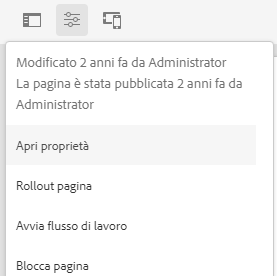 Modificato 2 anni fa da Administrator
La pagina è stata pubblicata 2 anni fa da
Administrator
Apri proprietà
Rollout pagina
Avvia flusso di lavoro
Blocca pagina